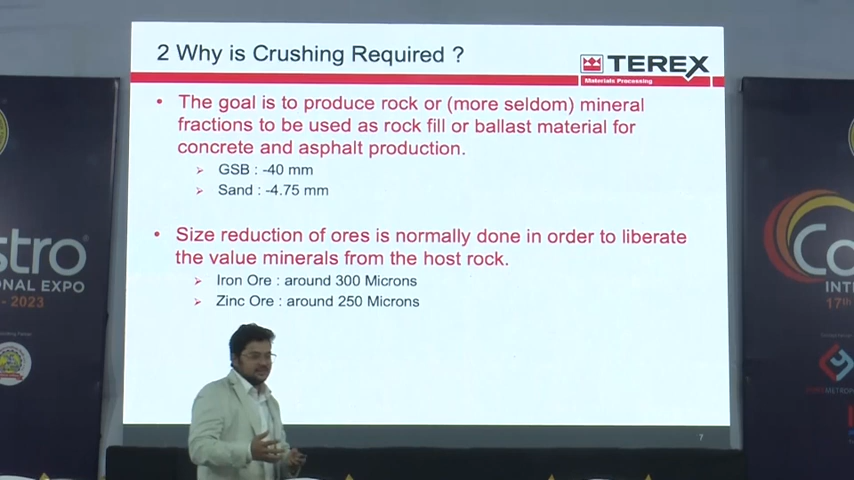 2 Why is Crushing Required ?
TEREX
Materials Processing
• The goal is to produce rock or (more seldom) mineral
fractions to be used as rock fill or ballast material for
concrete and asphalt production.
➢ GSB : -40 mm
➢ Sand : -4.75 mm
• Size reduction of ores is normally done in order to liberate
the value minerals from the host rock.
➢ Iron Ore : around 300 Microns
➢ Zinc Ore : around 250 Microns
7
stro®
ONAL EXPO
- 2023
Co
INT
17th